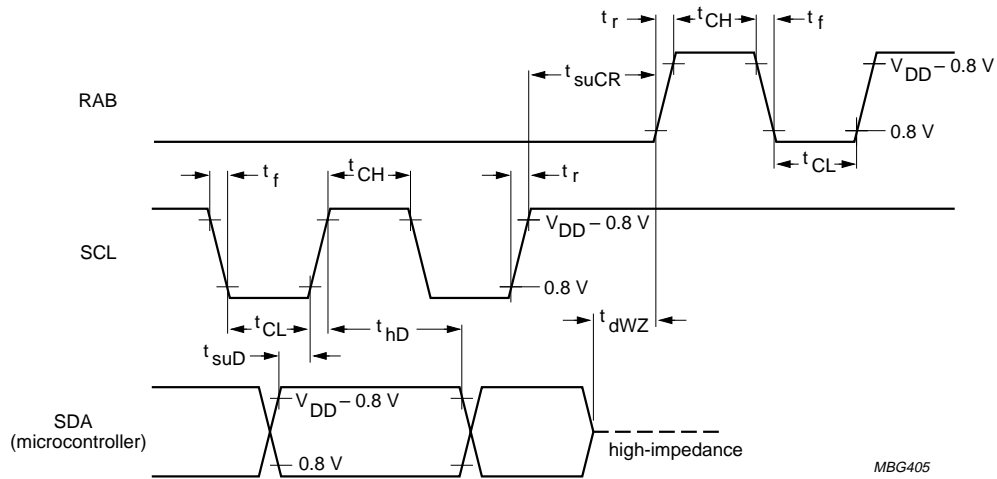 t r t CH t f
t suCR
V DD – 0.8 V
RAB
0.8 V
t CL
t f t CH t r
V DD – 0.8 V
SCL
0.8 V
t CL t hD t dWZ
t suD
V DD – 0.8 V
SDA
(microcontroller)
high-impedance
0.8 V
MBG405